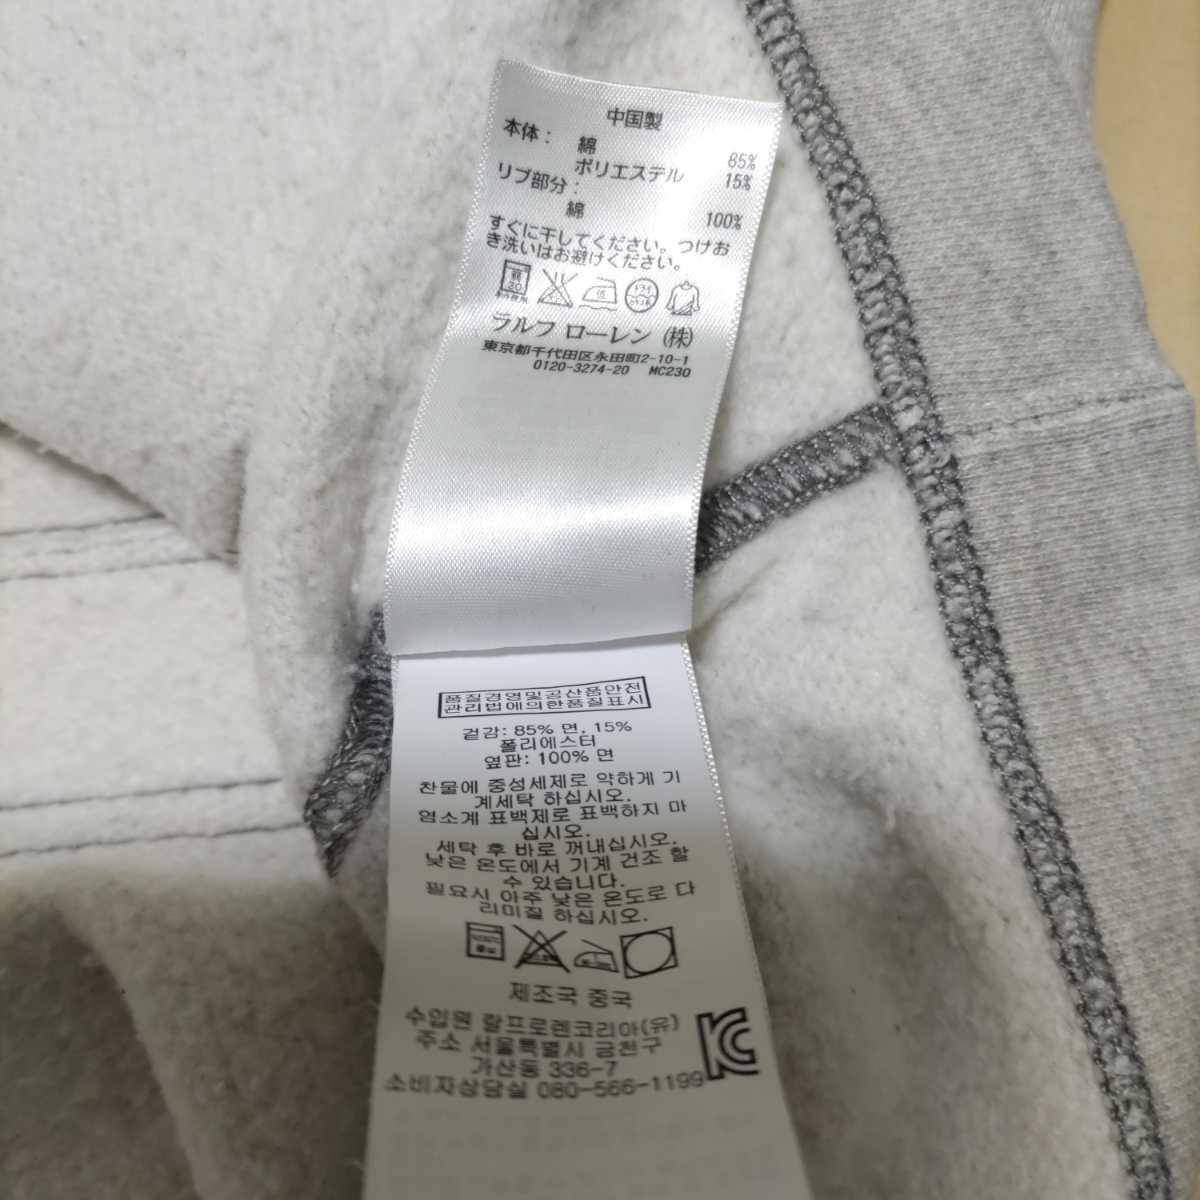 中国製
本体： 綿 85%
ポリエステル 15%
リブ部分：
綿 100%
すぐに干してください。つけお
き洗いはお避けください。
ラルフ ローレン (株)
東京都千代田区永田町2-10-1
0120-3274-20 MC230
품질경영및공산품안전
관리법에의한품질표시
겉감: 85% 면, 15%
폴리에스터
옆판: 100% 면
찬물에 중성세제로 약하게 기
계세탁 하십시오.
염소계 표백제로 표백하지 마
십시오.
세탁 후 바로 꺼내십시오.
낮은 온도에서 기계 건조 할
수 있습니다.
필요시 아주 낮은 온도로 다
리미질 하십시오.
제조국 중국
수입원 랄프로렌코리아(유)
주소 서울특별시 금천구
가산동 336-7
소비자상담실 080-566-1199